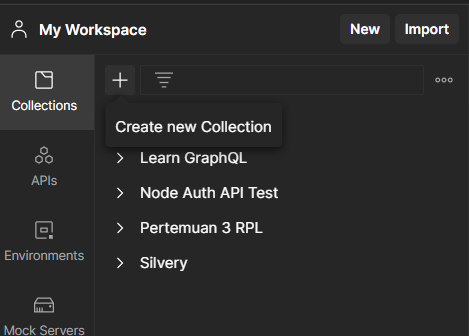 My Workspace
New
Import
Collections
Create new Collection
Learn GraphQL
APIs
Node Auth API Test
Pertemuan 3 RPL
Environments
Silvery
Mock Servers